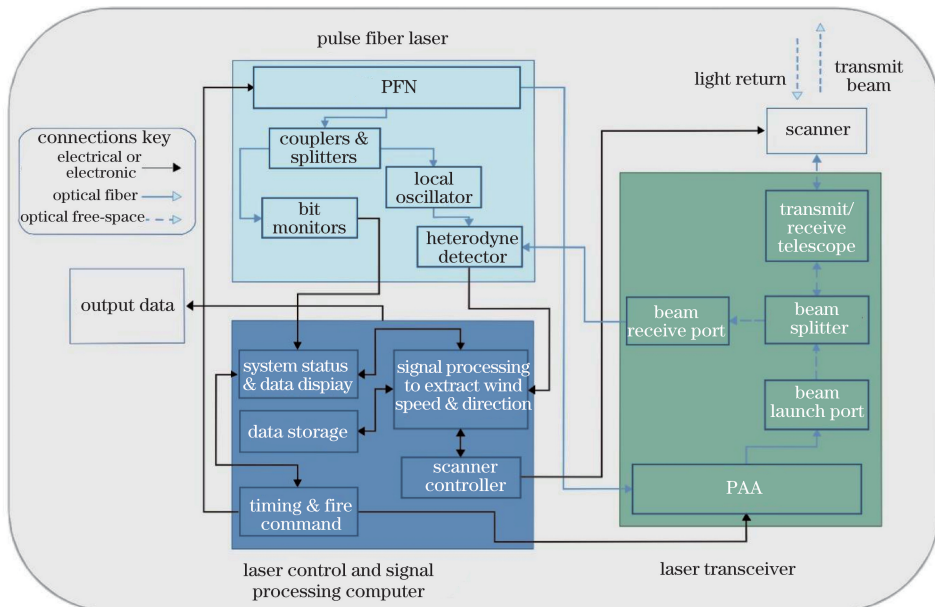 pulse fiber laser
PFN
couplers &
splitters
local
oscillator
bit
monitors
heterodyne
detector
connections key
electrical or
electronic
optical fiber
optical free-space
light return
transmit
beam
scanner
transmit/
receive
telescope
beam
receive port
beam
splitter
beam
launch port
PAA
laser transceiver
output data
system status
& data display
signal processing
to extract wind
speed & direction
data storage
scanner
controller
timing & fire
command
laser control and signal
processing computer